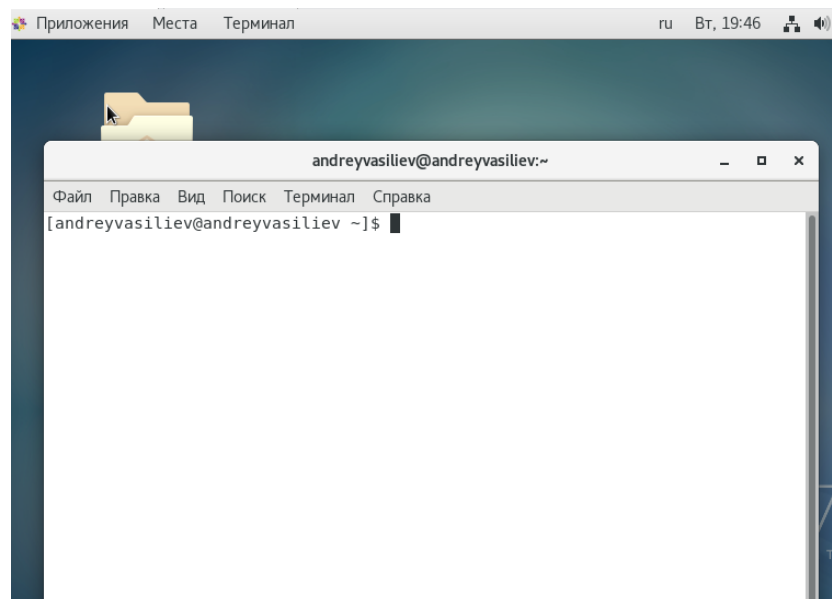 Приложения Места Терминал ru Вт, 19:46
andreyvasiliev@andreyvasiliev:~
Файл Правка Вид Поиск Терминал Справка
[andreyvasiliev@andreyvasiliev ~]$